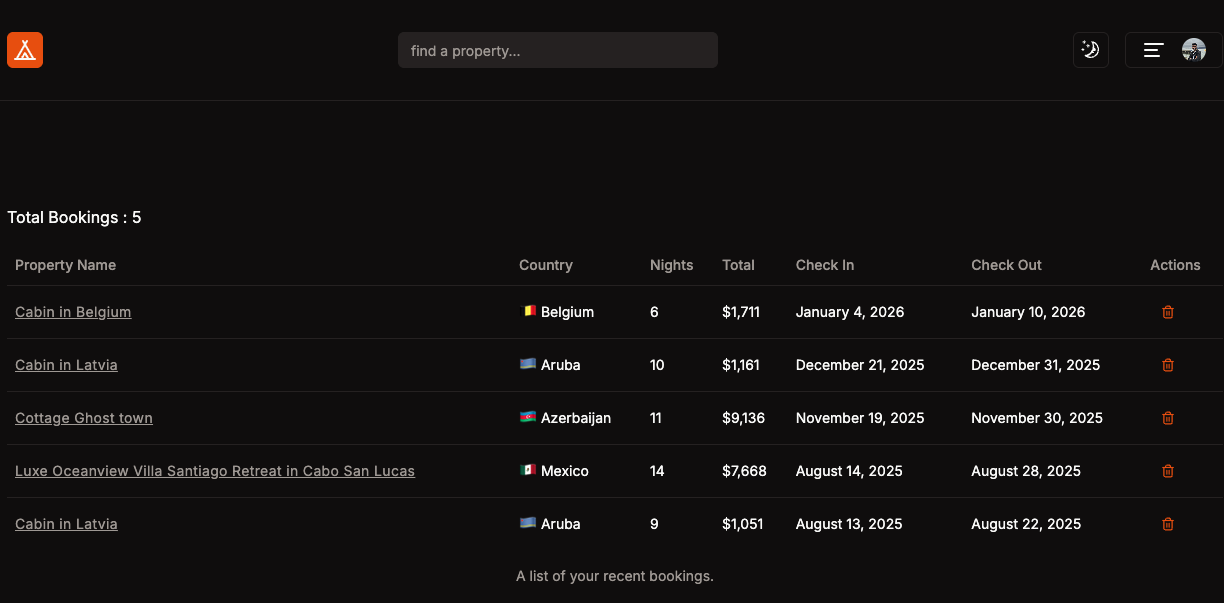 find a property...
Total Bookings : 5
Property Name Country Nights Total Check In Check Out Actions
Cabin in Belgium Belgium 6 $1,711 January 4, 2026 January 10, 2026
Cabin in Latvia Aruba 10 $1,161 December 21, 2025 December 31, 2025
Cottage Ghost town Azerbaijan 11 $9,136 November 19, 2025 November 30, 2025
Luxe Oceanview Villa Santiago Retreat in Cabo San Lucas Mexico 14 $7,668 August 14, 2025 August 28, 2025
Cabin in Latvia Aruba 9 $1,051 August 13, 2025 August 22, 2025
A list of your recent bookings.